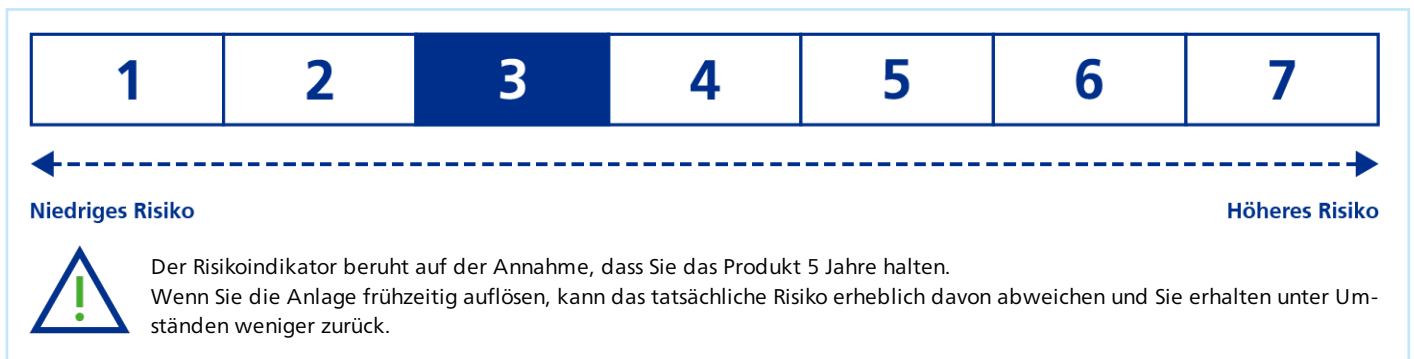 1 2 3 4 5 6 7
Niedriges Risiko Höheres Risiko
Der Risikoindikator beruht auf der Annahme, dass Sie das Produkt 5 Jahre halten.
Wenn Sie die Anlage frühzeitig auflösen, kann das tatsächliche Risiko erheblich davon abweichen und Sie erhalten unter Um-
ständen weniger zurück.